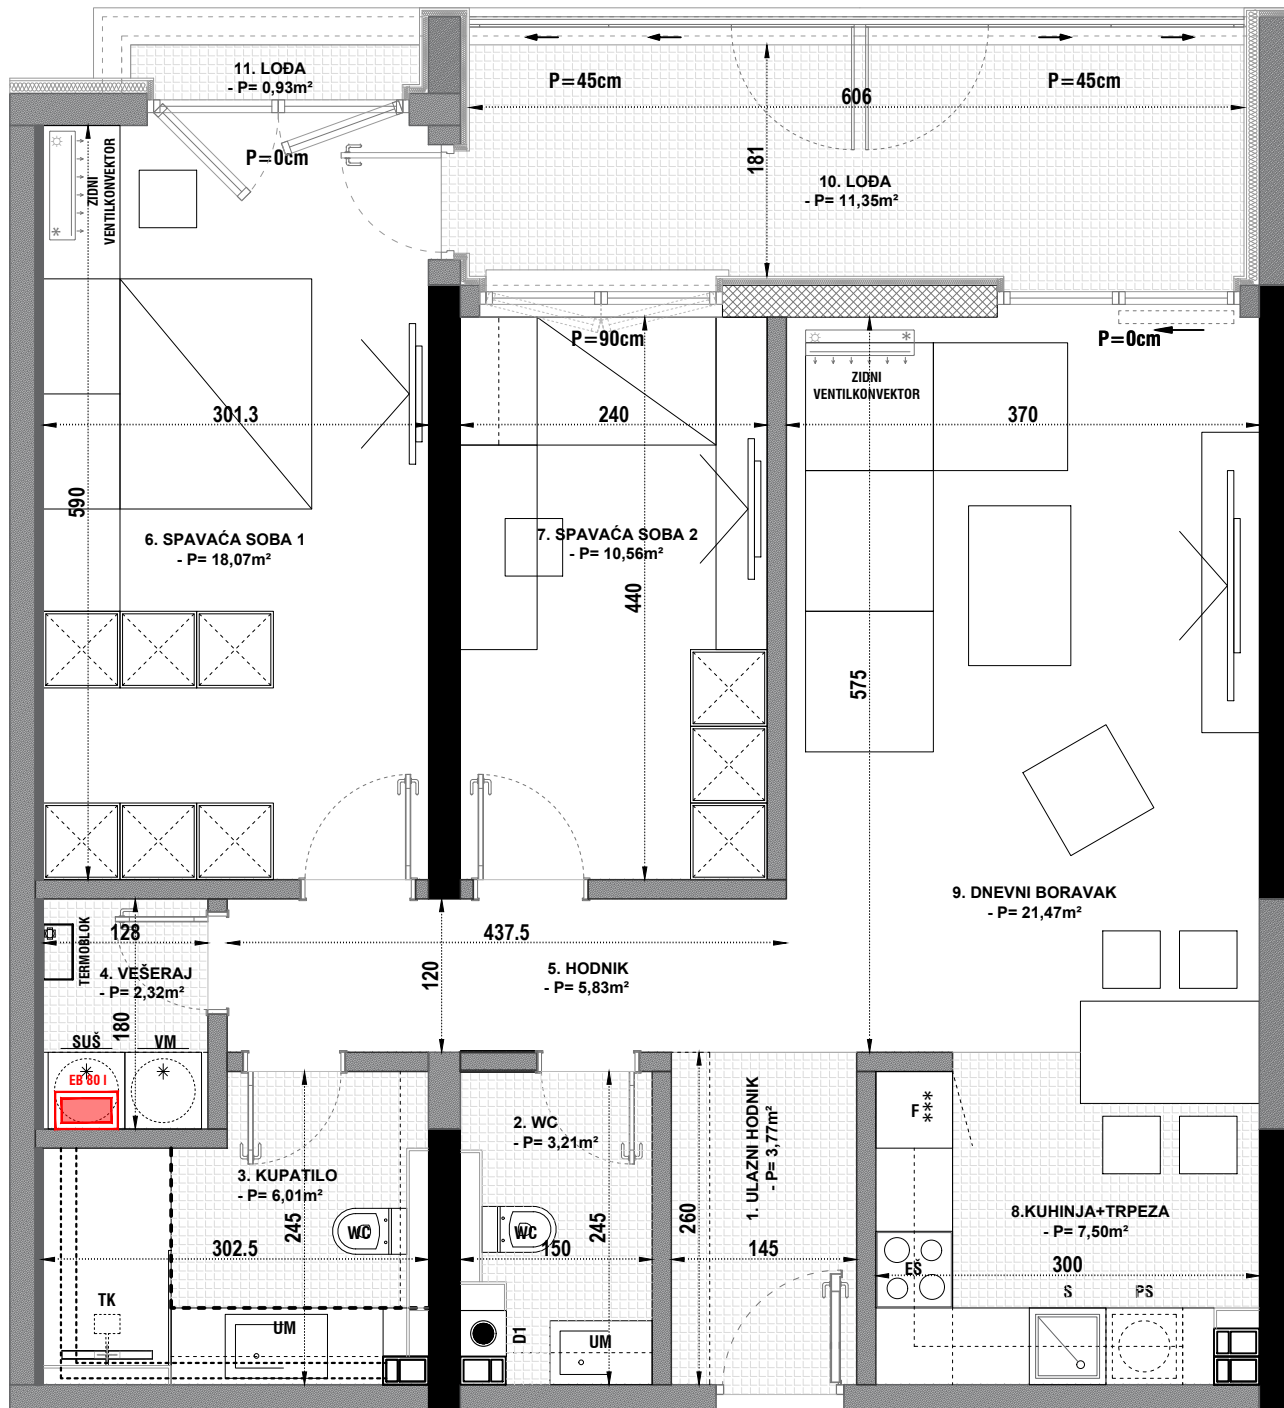 11. LOĐA
- P= 0,93m²
P=45cm
P=45cm
606
181
10. LOĐA
- P= 11,35m²
P=0cm
ZIDNI
VENTILKONVEKTOR
P=90cm
P=0cm
ZIDNI
VENTILKONVEKTOR
301.3
240
370
590
6. SPAVAĆA SOBA 1
- P= 18,07m²
7. SPAVAĆA SOBA 2
- P= 10,56m²
440
575
9. DNEVNI BORAVAK
- P= 21,47m²
128
TERMOBLOK
4. VEŠERAJ
- P= 2,32m²
180
437.5
120
5. HODNIK
- P= 5,83m²
SUŠ
VM
EB 80 l
3. KUPATILO
- P= 6,01m²
245
302.5
WC
TK
UM
2. WC
- P= 3,21m²
WC
150
245
D1
UM
1. ULAZNI HODNIK
- P= 3,77m²
260
145
F***
8.KUHINJA+TRPEZA
- P= 7,50m²
300
EŠ
S
PS